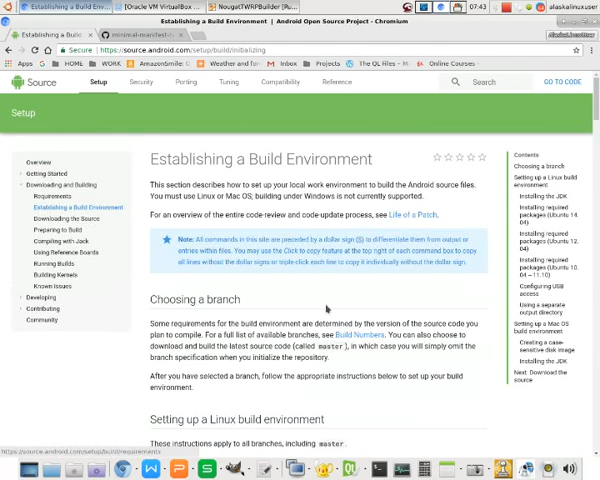 [Oracle VM VirtualBox ...
NougatTWRPBuilder [Ru...
07:43
Establishing a Build Environment | Android Open Source Project - Chromium
Establishing a Build En
minimal-manifest-
alaskalinuxuser
Secure
https://source.android.com/setup/build/initializing
Apps
G
HOME
WORK
AmazonSmile:
Weather and fo
Inbox
Projects
The QL Files – M
Online Courses –
Source
Setup
Security
Porting
Tuning
Compatibility
Reference
Search
GO TO CODE
Setup
Overview
Getting Started
Downloading and Building
Requirements
Establishing a Build Environment
Downloading the Source
Preparing to Build
Compiling with Jack
Using Reference Boards
Running Builds
Building Kernels
Known Issues
Developing
Contributing
Community
Establishing a Build Environment
This section describes how to set up your local work environment to build the Android source files.
You must use Linux or Mac OS; building under Windows is not currently supported.
For an overview of the entire code-review and code-update process, see Life of a Patch.
Note: All commands in this site are preceded by a dollar sign ($) to differentiate them from output or
entries within files. You may use the Click to copy feature at the top right of each command box to copy
all lines without the dollar signs or triple-click each line to copy it individually without the dollar sign.
Choosing a branch
Some requirements for the build environment are determined by the version of the source code you
plan to compile. For a full list of available branches, see Build Numbers. You can also choose to
download and build the latest source code (called master), in which case you will simply omit the
branch specification when you initialize the repository.
After you have selected a branch, follow the appropriate instructions below to set up your build
environment.
Setting up a Linux build environment
These instructions apply to all branches, including master.
Contents
Choosing a branch
Setting up a Linux build
environment
Installing the JDK
Installing required
packages (Ubuntu 14.
04)
Installing required
packages (Ubuntu 12.
04)
Installing required
packages (Ubuntu 10.
04 – 11.10)
Configuring USB
access
Using a separate
output directory
Setting up a Mac OS
build environment
Creating a case-
sensitive disk image
Installing the JDK
Next: Download the
source
https://source.android.com/setup/build/requirements